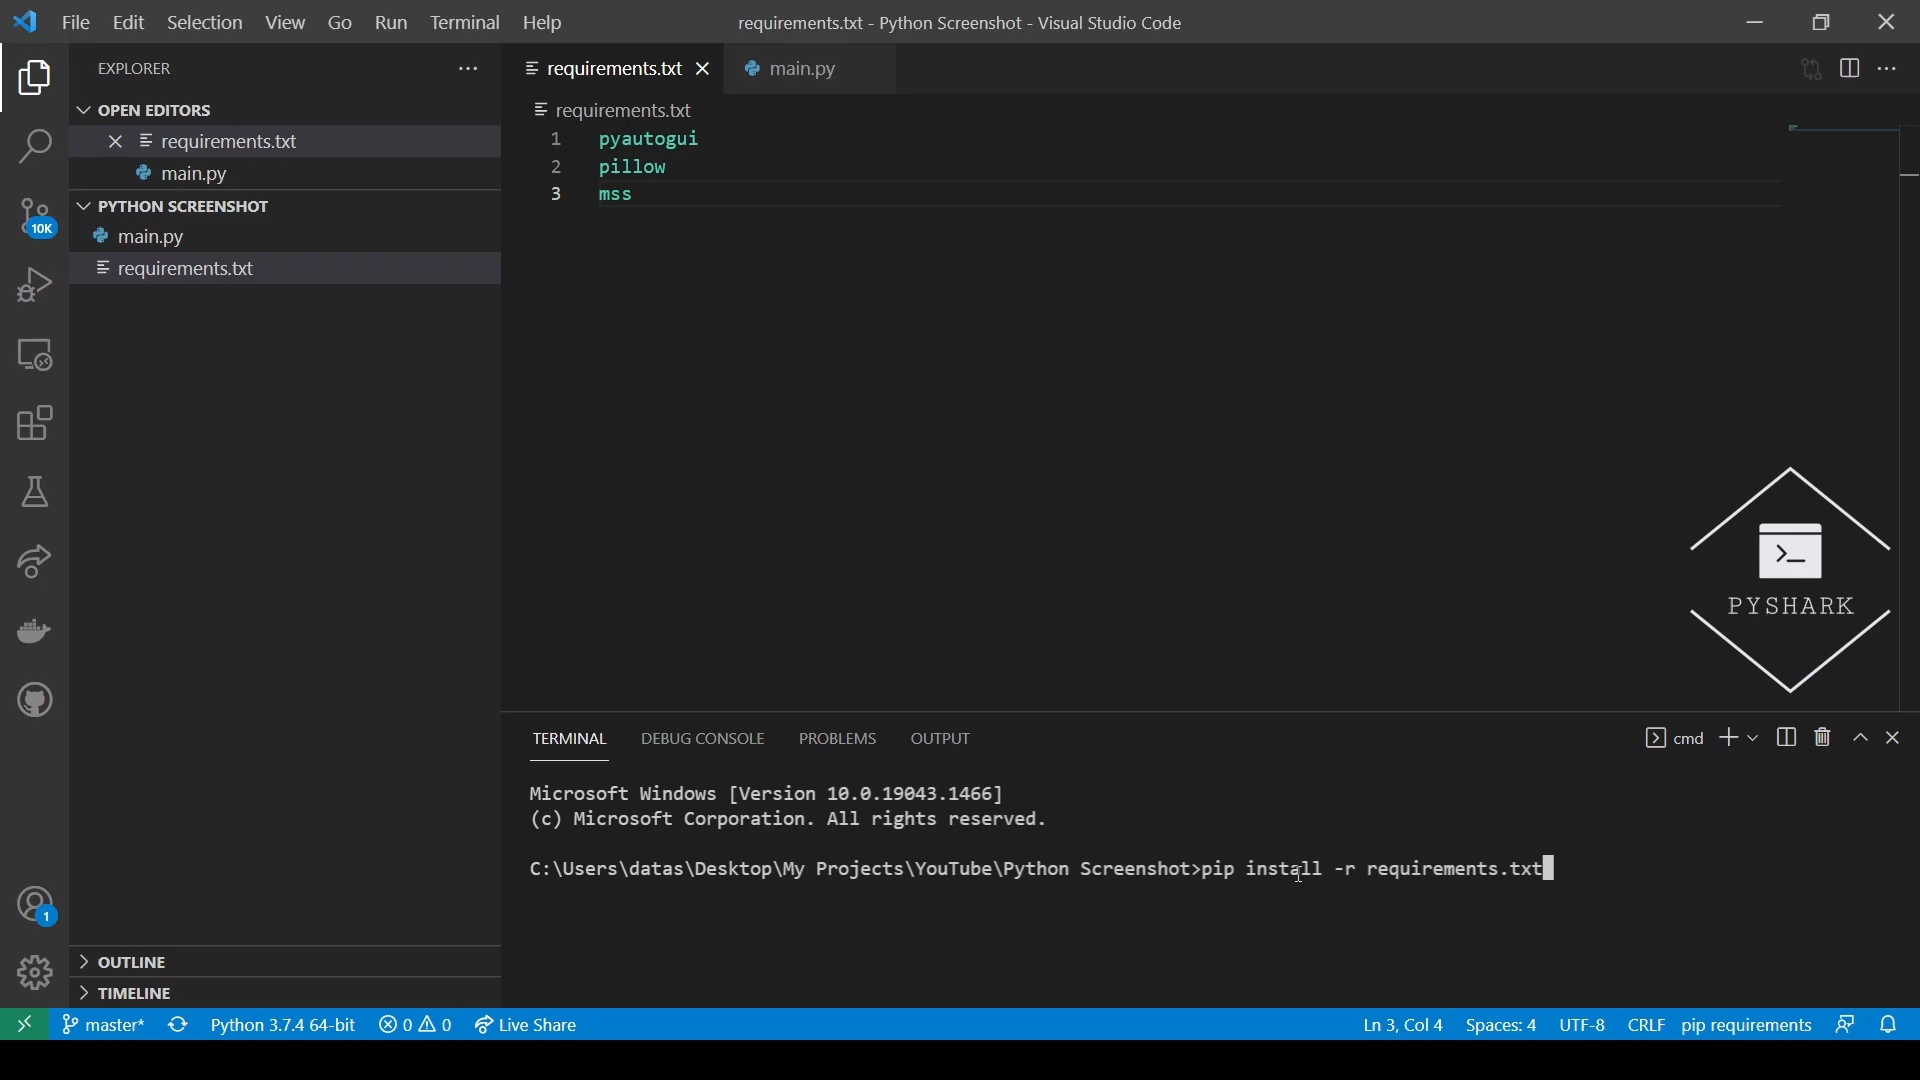 File Edit Selection View Go Run Terminal Help
requirements.txt - Python Screenshot - Visual Studio Code
EXPLORER
OPEN EDITORS
requirements.txt
main.py
PYTHON SCREENSHOT
main.py
requirements.txt
10K
1
OUTLINE
TIMELINE
requirements.txt main.py
requirements.txt
1 pyautogui
2 pillow
3 mss
>_
PYSHARK
TERMINAL DEBUG CONSOLE PROBLEMS OUTPUT
cmd
Microsoft Windows [Version 10.0.19043.1466]
(c) Microsoft Corporation. All rights reserved.
C:\Users\datas\Desktop\My Projects\YouTube\Python Screenshot>pip install -r requirements.txt
master* Python 3.7.4 64-bit 0 0 Live Share
Ln 3, Col 4 Spaces: 4 UTF-8 CRLF pip requirements